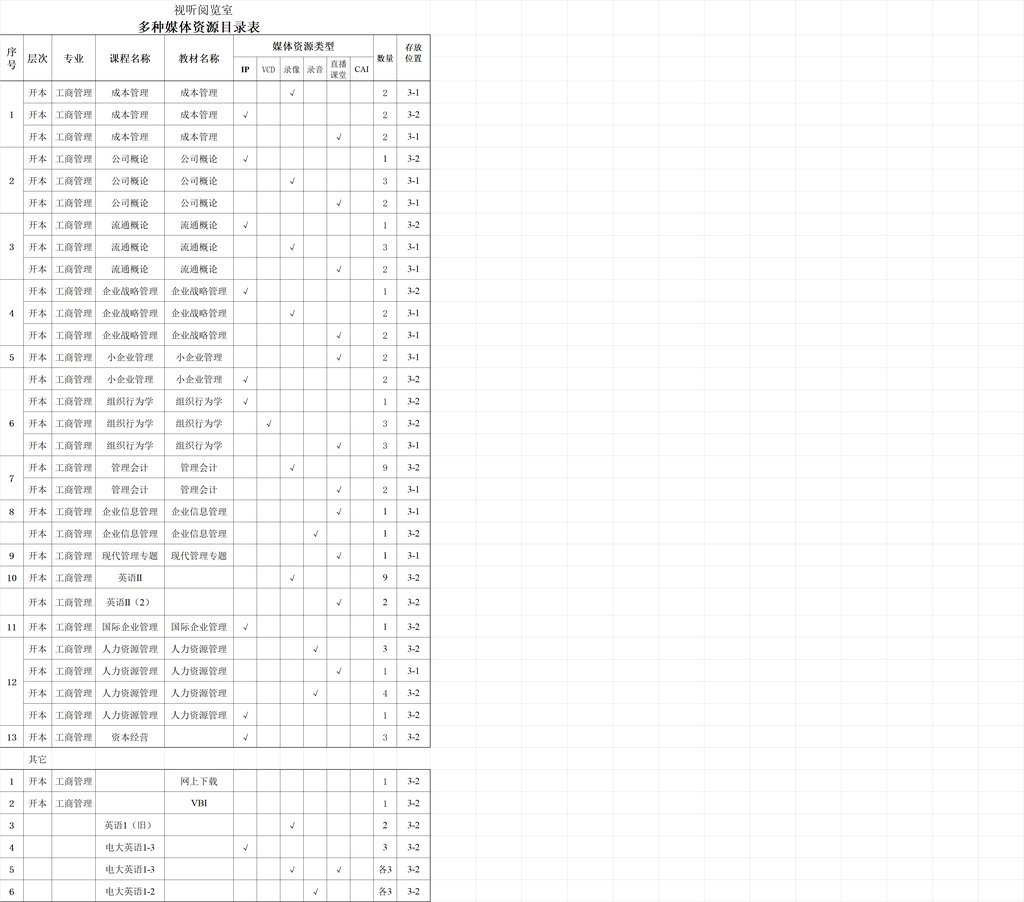 视听阅览室
多种媒体资源目录表
序号 层次 专业 课程名称 教材名称 媒体资源类型 数量 存放位置
IP VCD 录像 录音 直播课堂 CAI
开本 工商管理 成本管理 成本管理 √ 2 3-1
1 开本 工商管理 成本管理 成本管理 √ 2 3-2
开本 工商管理 成本管理 成本管理 √ 2 3-1
开本 工商管理 公司概论 公司概论 √ 1 3-2
2 开本 工商管理 公司概论 公司概论 √ 3 3-1
开本 工商管理 公司概论 公司概论 √ 2 3-1
开本 工商管理 流通概论 流通概论 √ 1 3-2
3 开本 工商管理 流通概论 流通概论 √ 3 3-1
开本 工商管理 流通概论 流通概论 √ 2 3-1
开本 工商管理 企业战略管理 企业战略管理 √ 1 3-2
4 开本 工商管理 企业战略管理 企业战略管理 √ 2 3-1
开本 工商管理 企业战略管理 企业战略管理 √ 2 3-1
5 开本 工商管理 小企业管理 小企业管理 √ 2 3-1
开本 工商管理 小企业管理 小企业管理 √ 2 3-2
开本 工商管理 组织行为学 组织行为学 √ 1 3-2
6 开本 工商管理 组织行为学 组织行为学 √ 3 3-2
开本 工商管理 组织行为学 组织行为学 √ 3 3-1
7 开本 工商管理 管理会计 管理会计 √ 9 3-2
开本 工商管理 管理会计 管理会计 √ 2 3-1
8 开本 工商管理 企业信息管理 企业信息管理 √ 1 3-1
开本 工商管理 企业信息管理 企业信息管理 √ 1 3-2
9 开本 工商管理 现代管理专题 现代管理专题 √ 1 3-1
10 开本 工商管理 英语II √ 9 3-2
开本 工商管理 英语II（2） √ 2 3-2
11 开本 工商管理 国际企业管理 国际企业管理 √ 1 3-2
开本 工商管理 人力资源管理 人力资源管理 √ 3 3-2
12 开本 工商管理 人力资源管理 人力资源管理 √ 1 3-1
开本 工商管理 人力资源管理 人力资源管理 √ 4 3-2
开本 工商管理 人力资源管理 人力资源管理 √ 1 3-2
13 开本 工商管理 资本经营 √ 3 3-2
其它
1 开本 工商管理 网上下载 1 3-2
2 开本 工商管理 VBI 1 3-2
3 英语1（旧） √ 2 3-2
4 电大英语1-3 √ 3 3-2
5 电大英语1-3 √ √ 各3 3-2
6 电大英语1-2 √ 各3 3-2